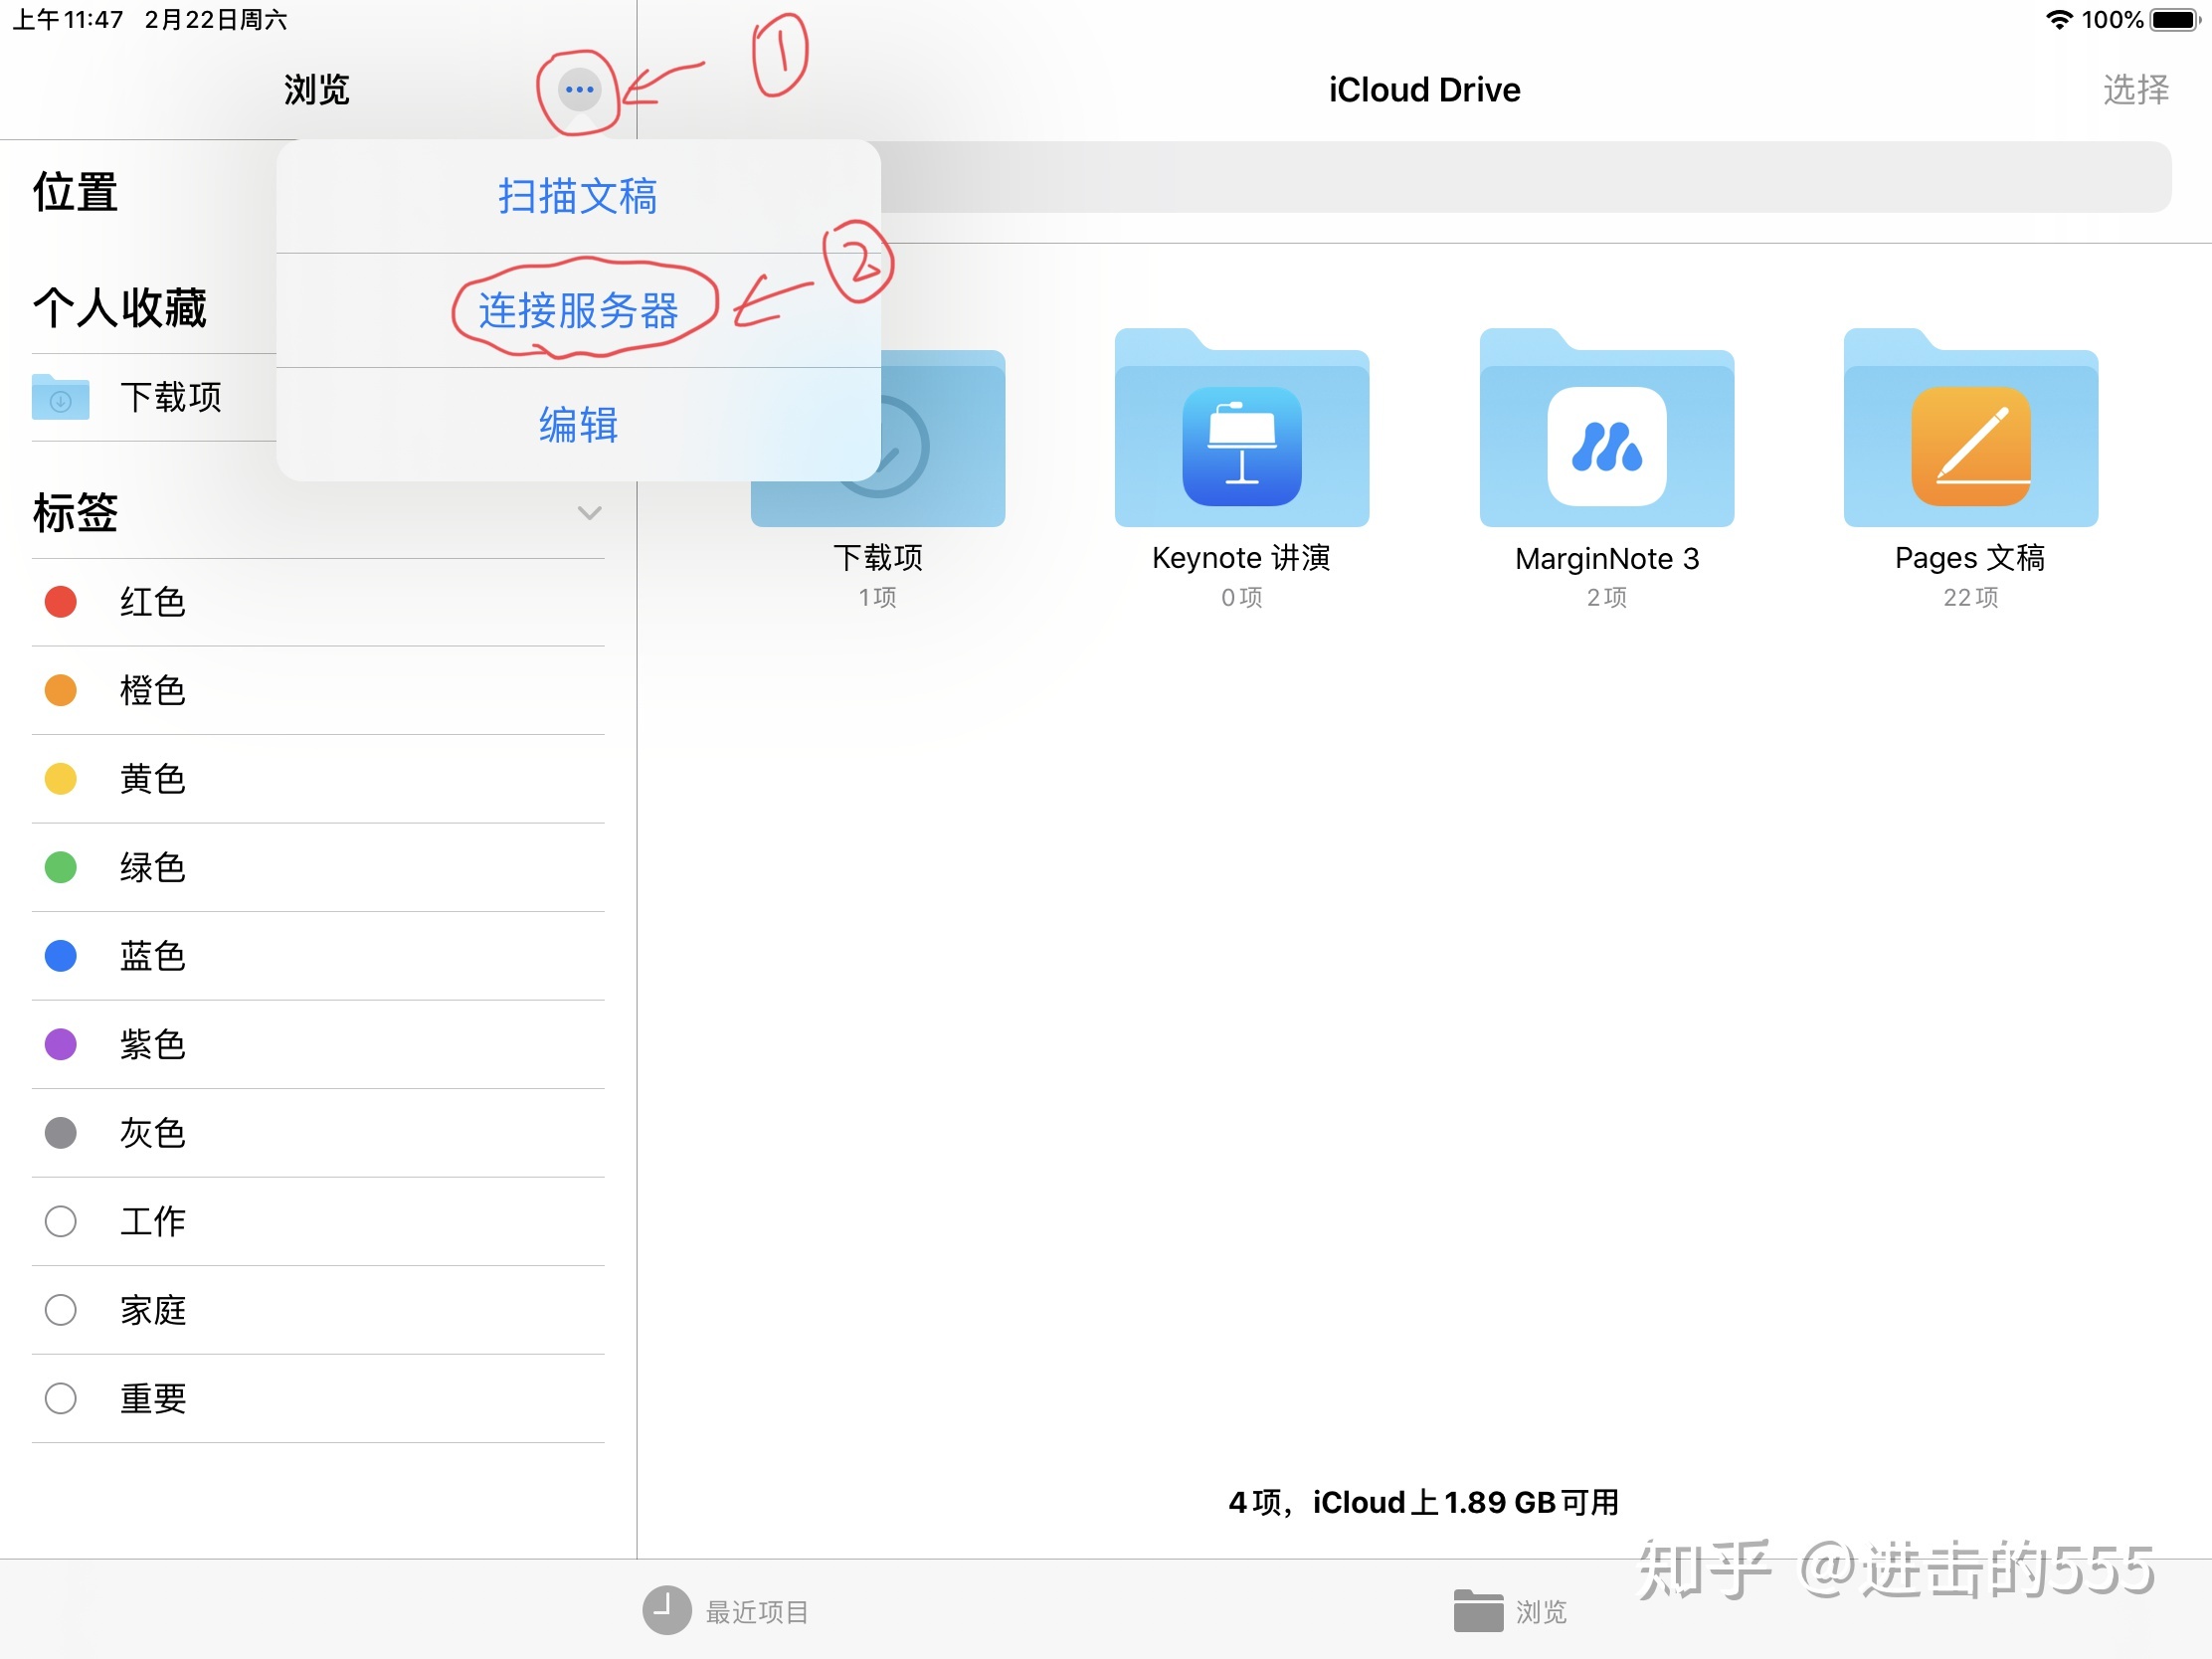 上午11:47 2月22日周六
100%
浏览
①
iCloud Drive
选择
位置
扫描文稿
②
连接服务器
个人收藏
下载项
编辑
标签
下载项
1项
Keynote 讲演
0项
MarginNote 3
2项
Pages 文稿
22项
红色
橙色
黄色
绿色
蓝色
紫色
灰色
工作
家庭
重要
4项，iCloud上1.89 GB可用
知乎 @进击的555
最近项目
浏览